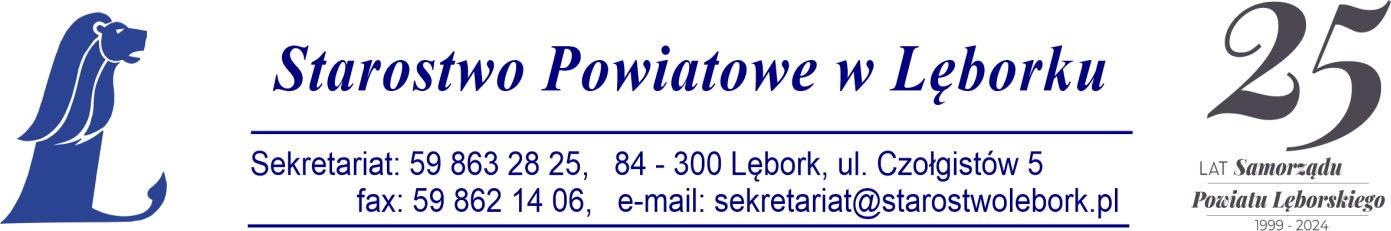 Starostwo Powiatowe w Lęborku
Sekretariat: 59 863 28 25, 84 - 300 Lębork, ul. Czołgistów 5
fax: 59 862 14 06, e-mail: sekretariat@starostwolebork.pl
25
LAT Samorządu
Powiatu Lęborskiego
1999 - 2024